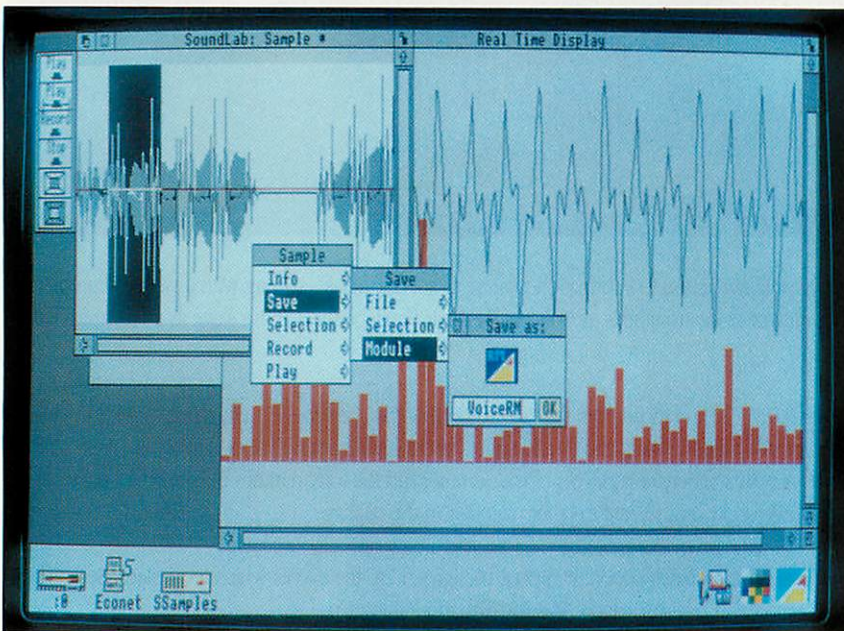 SoundLab: Sample *
Real Time Display
Play
Play
Record
Stop
Sample
Info
Save
Selection
Record
Play
Save
File
Selection
Module
Save as:
VoiceRM
OK
:0
Econet
SSamples